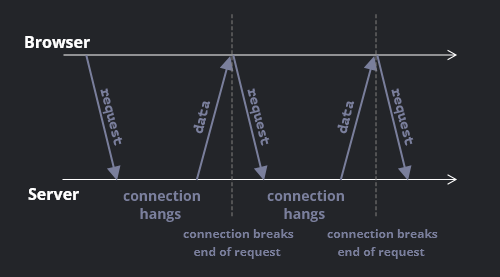 Browser
request
data
request
data
request
Server
connection
hangs
connection
hangs
connection breaks
end of request
connection breaks
end of request